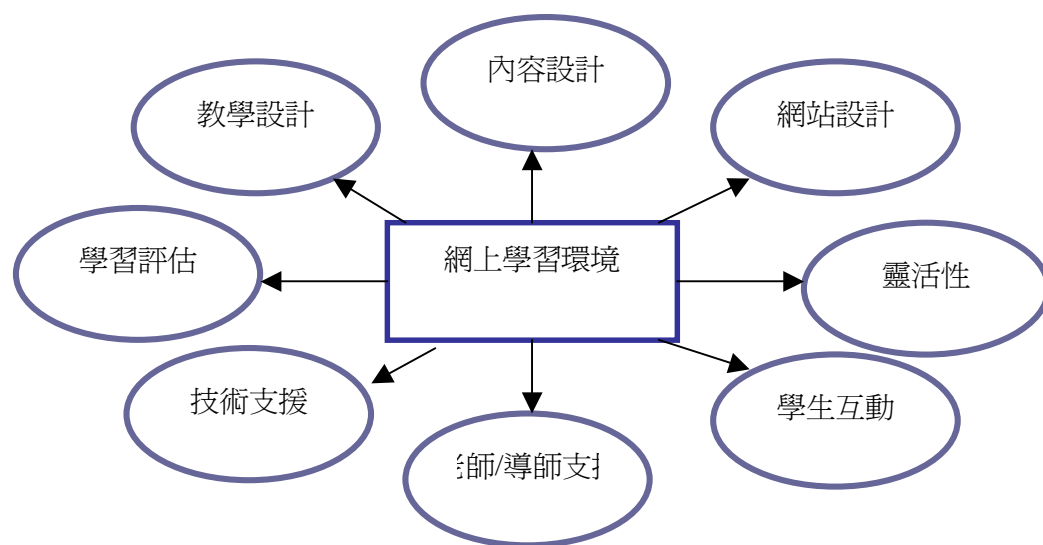 內容設計
教學設計
網站設計
網上學習環境
學習評估
靈活性
技術支援
學生互動
師/導師支